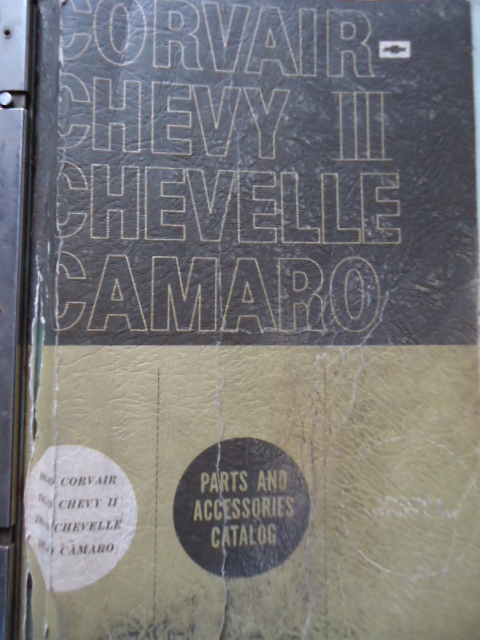 CORVAIR
CHEVY II
CHEVELLE
CAMARO
CORVAIR
CHEVY II
CHEVELLE
CAMARO
PARTS AND
ACCESSORIES
CATALOG